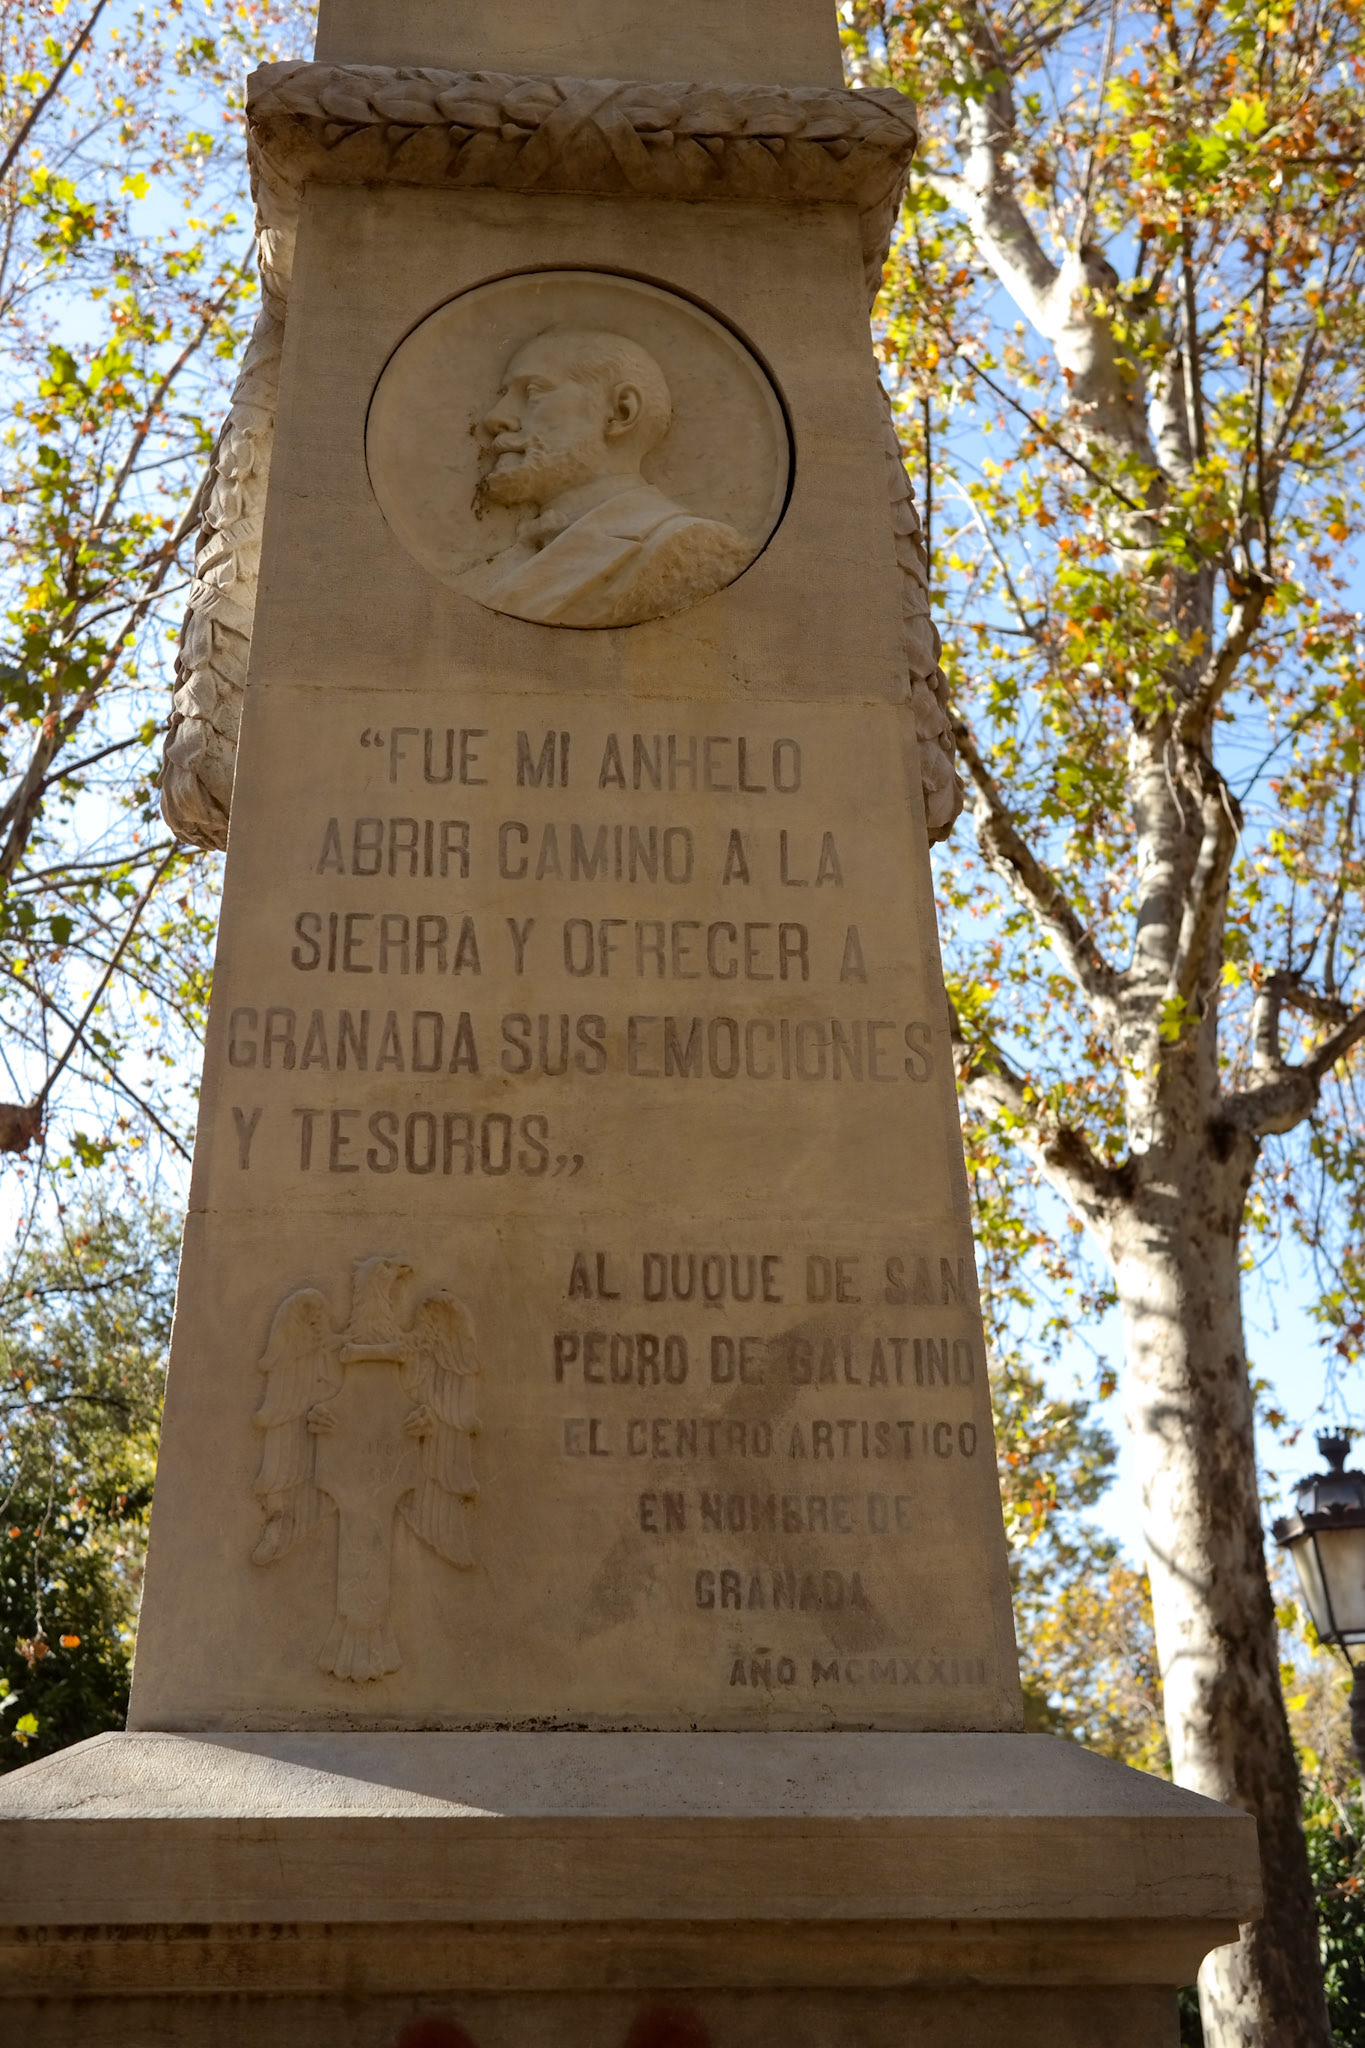 “FUE MI ANHELO
ABRIR CAMINO A LA
SIERRA Y OFRECER A
GRANADA SUS EMOCIONES
Y TESOROS„
AL DUQUE DE SAN
PEDRO DE GALATINO
EL CENTRO ARTISTICO
EN NOMBRE DE
GRANADA
AÑO MCMXXIII